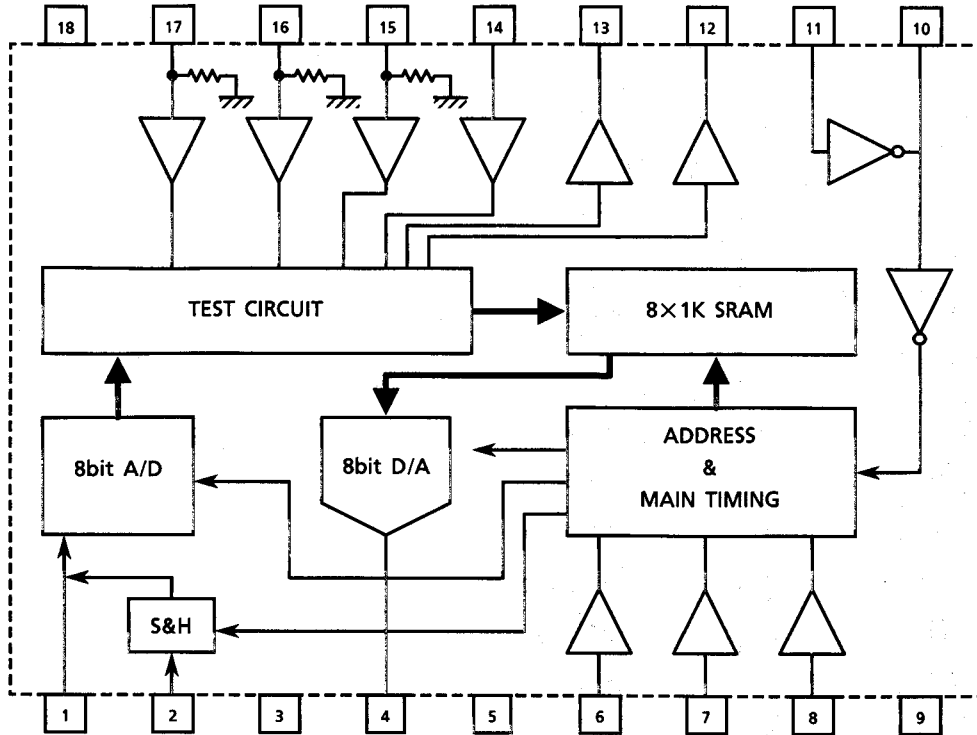 18 17 16 15 14 13 12 11 10
TEST CIRCUIT
8×1K SRAM
8bit A/D
8bit D/A
ADDRESS
&
MAIN TIMING
S&H
1 2 3 4 5 6 7 8 9